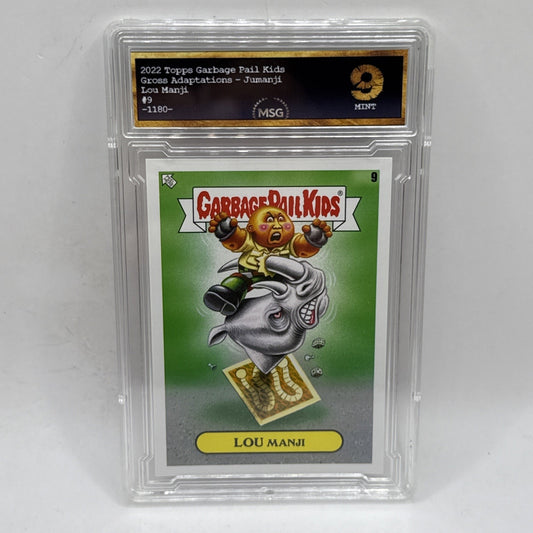 2022 Topps Garbage Pail Kids
Gross Adaptations - Jumanji
Lou Manji
#9
-1180-
MSG
9
MINT
9
GARBAGE PAIL KIDS®
LOU MANJI